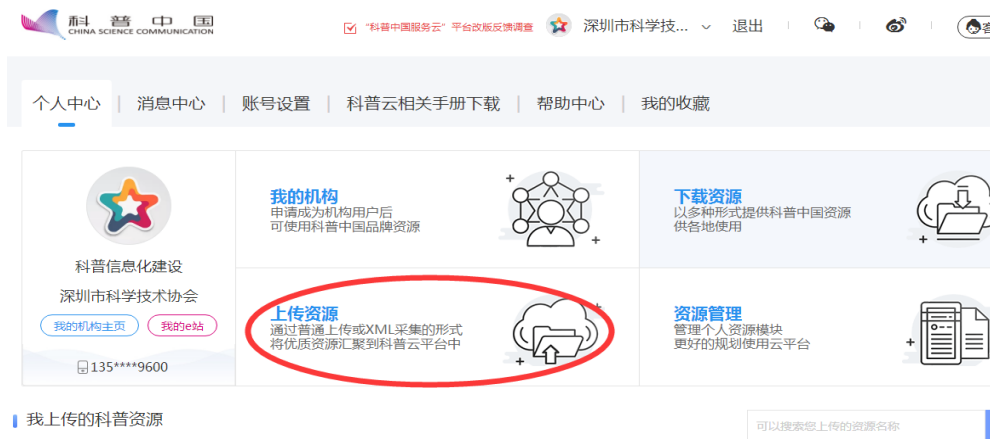 科普中国
CHINA SCIENCE COMMUNICATION
“科普中国服务云”平台改版反馈调查
深圳市科学技...
退出
个人中心 | 消息中心 | 账号设置 | 科普云相关手册下载 | 帮助中心 | 我的收藏
科普信息化建设
深圳市科学技术协会
我的机构主页 我的e站
135****9600
我的机构
申请成为机构用户后
可使用科普中国品牌资源
下载资源
以多种形式提供科普中国资源
供各地使用
上传资源
通过普通上传或XML采集的形式
将优质资源汇聚到科普云平台中
资源管理
管理个人资源模块
更好的规划使用云平台
我上传的科普资源
可以搜索您上传的资源名称